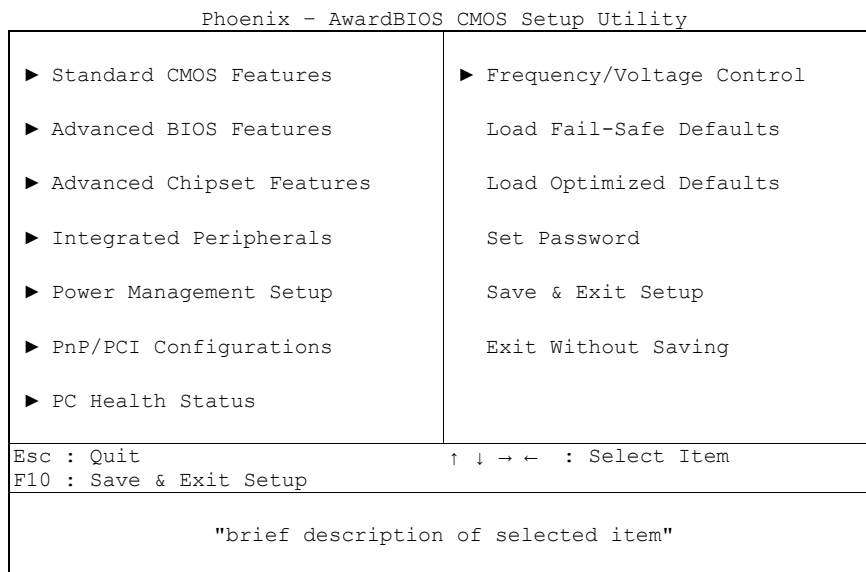 Phoenix – AwardBIOS CMOS Setup Utility
► Standard CMOS Features
► Advanced BIOS Features
► Advanced Chipset Features
► Integrated Peripherals
► Power Management Setup
► PnP/PCI Configurations
► PC Health Status
► Frequency/Voltage Control
Load Fail-Safe Defaults
Load Optimized Defaults
Set Password
Save & Exit Setup
Exit Without Saving
Esc : Quit
↑ ↓ → ← : Select Item
F10 : Save & Exit Setup
"brief description of selected item"